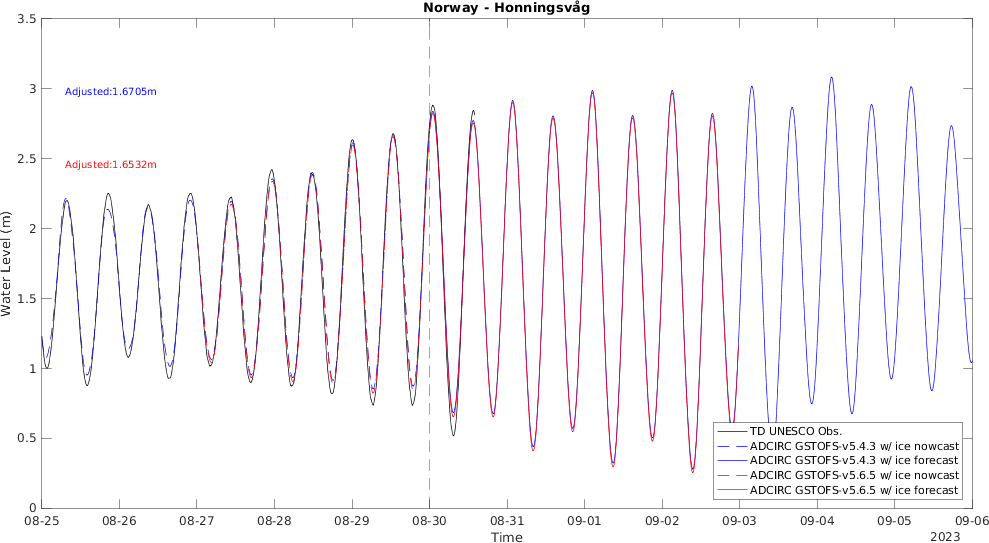 Norway - Honningsvåg
3.5
3
2.5
2
1.5
1
0.5
0
Water Level (m)
Adjusted:1.6705m
Adjusted:1.6532m
TD UNESCO Obs.
ADCIRC GSTOFS-v5.4.3 w/ ice nowcast
ADCIRC GSTOFS-v5.4.3 w/ ice forecast
ADCIRC GSTOFS-v5.6.5 w/ ice nowcast
ADCIRC GSTOFS-v5.6.5 w/ ice forecast
08-25 08-26 08-27 08-28 08-29 08-30 08-31 09-01 09-02 09-03 09-04 09-05 09-06
Time
2023